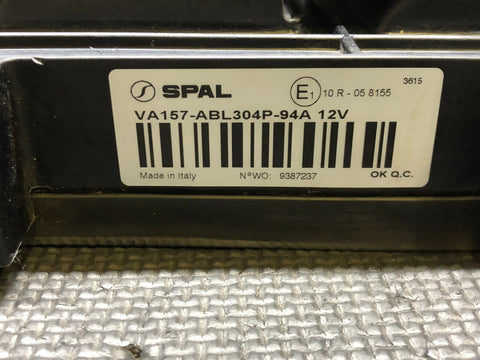 SPAL E1 10 R - 05 8155 3615
VA157-ABL304P-94A 12V
Made in Italy N°WO: 9387237 OK Q.C.